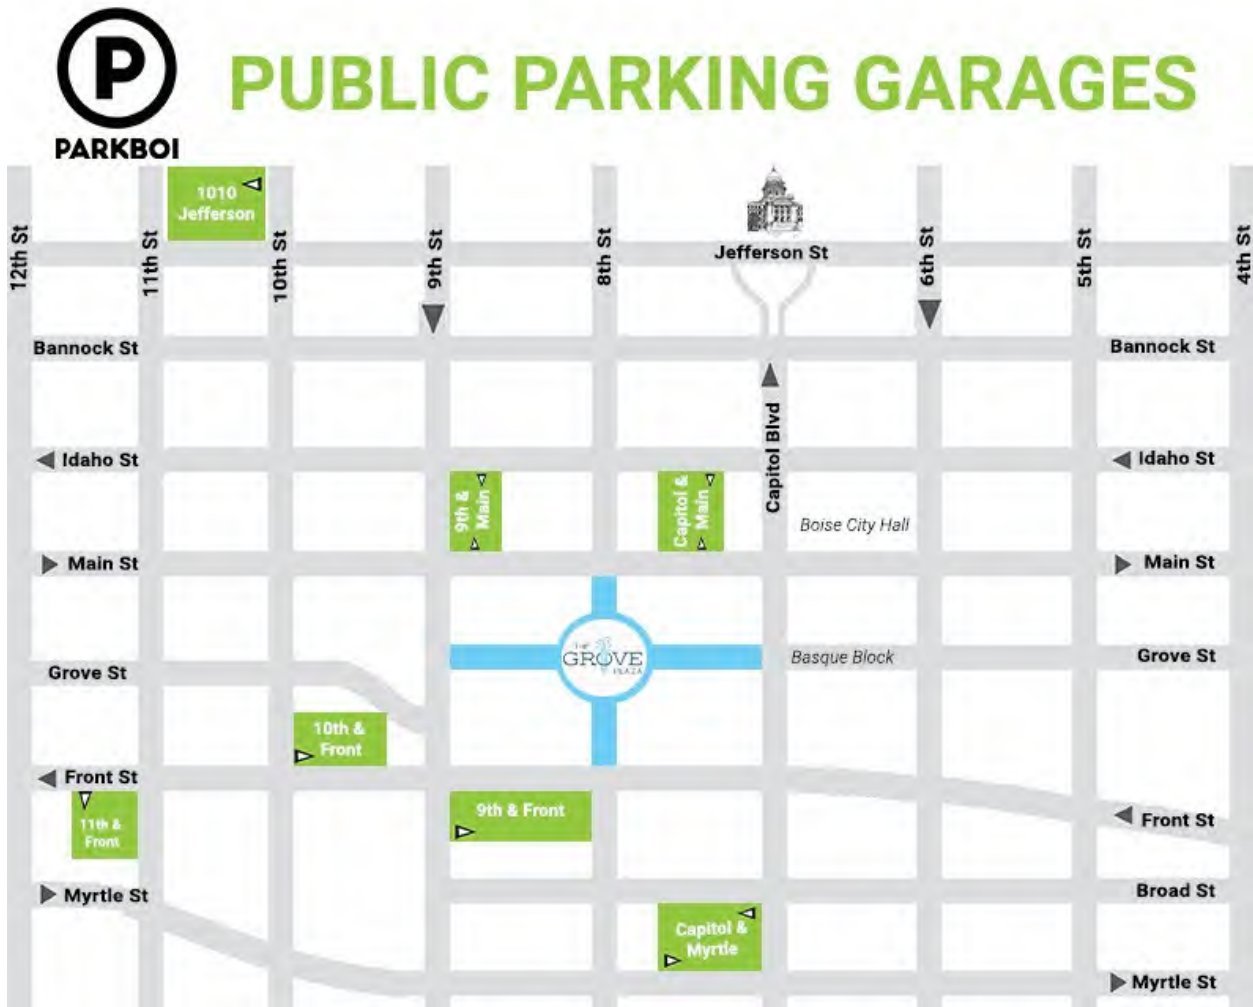 P
PARKBOI
PUBLIC PARKING GARAGES
1010
Jefferson
12th St
11th St
10th St
9th St
8th St
Jefferson St
6th St
5th St
4th St
Bannock St
Bannock St
Capitol Blvd
Idaho St
Idaho St
9th &
Main
Capitol &
Main
Boise City Hall
Main St
Main St
THE
GROVE
PLAZA
Basque Block
Grove St
Grove St
10th &
Front
Front St
9th & Front
Front St
11th &
Front
Myrtle St
Broad St
Capitol &
Myrtle
Myrtle St